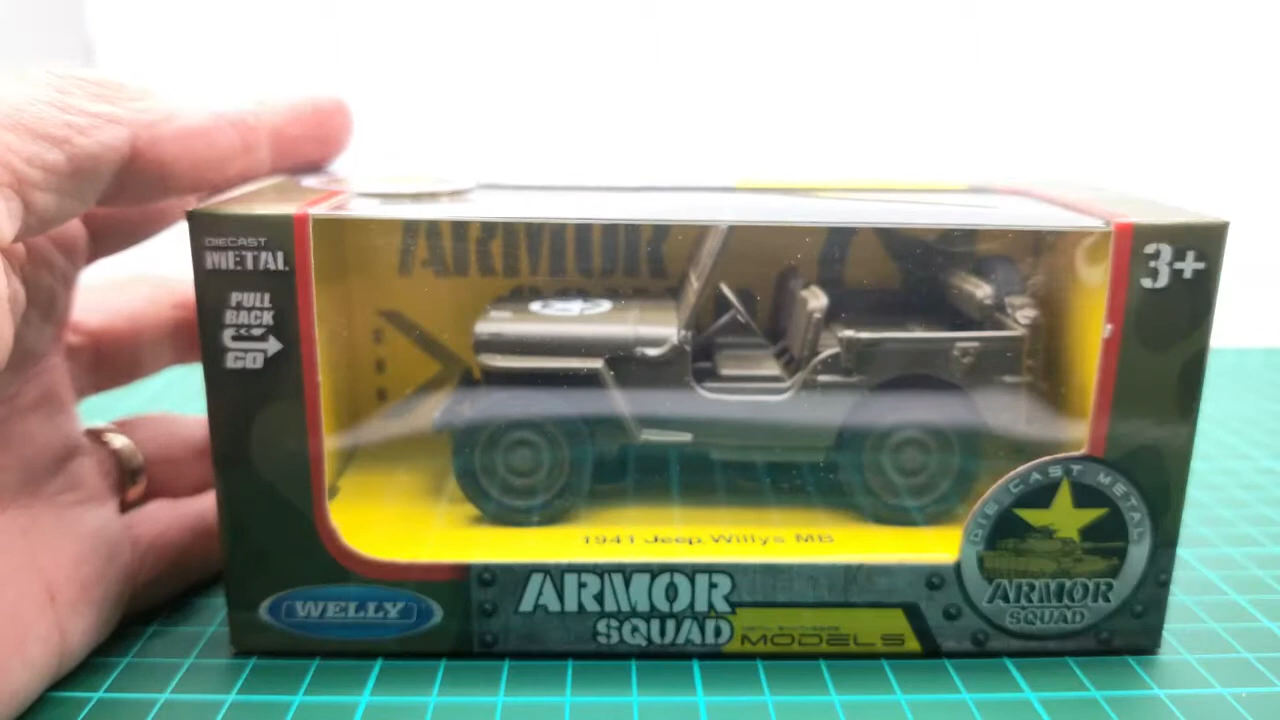 DIECAST
METAL
PULL
BACK
GO
3+
ARMOR
1941 Jeep Willys MB
WELLY
ARMOR
SQUAD
MODELS
DIE CAST METAL
ARMOR
SQUAD